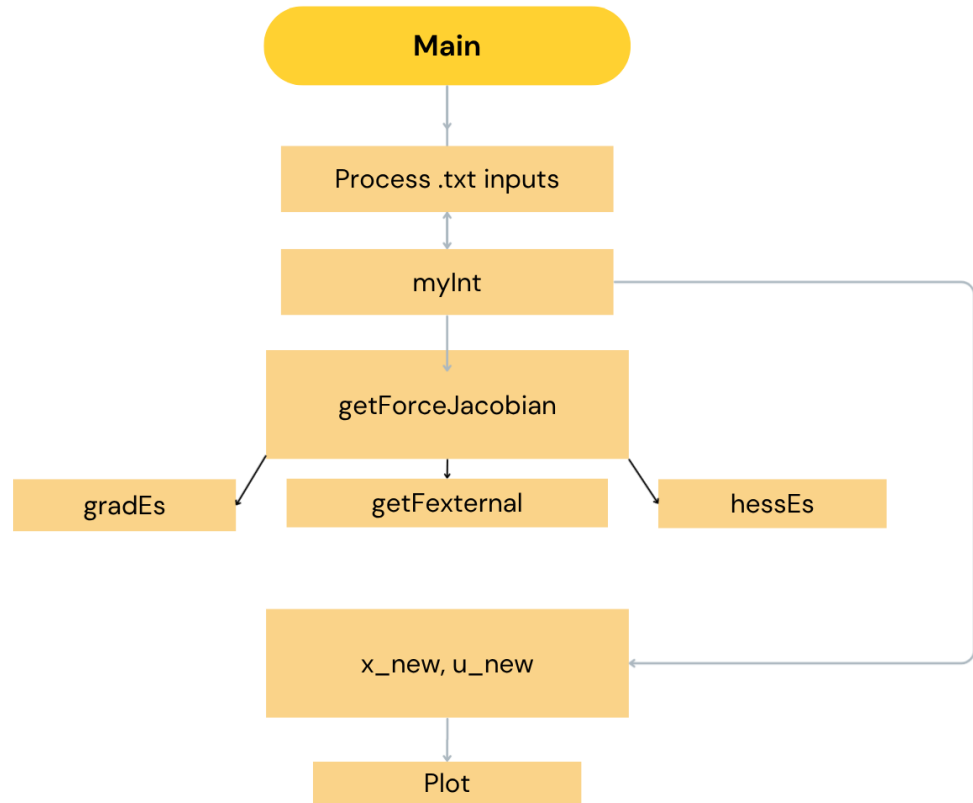 Main
Process .txt inputs
myInt
getForceJacobian
gradEs
getFexternal
hessEs
x_new, u_new
Plot